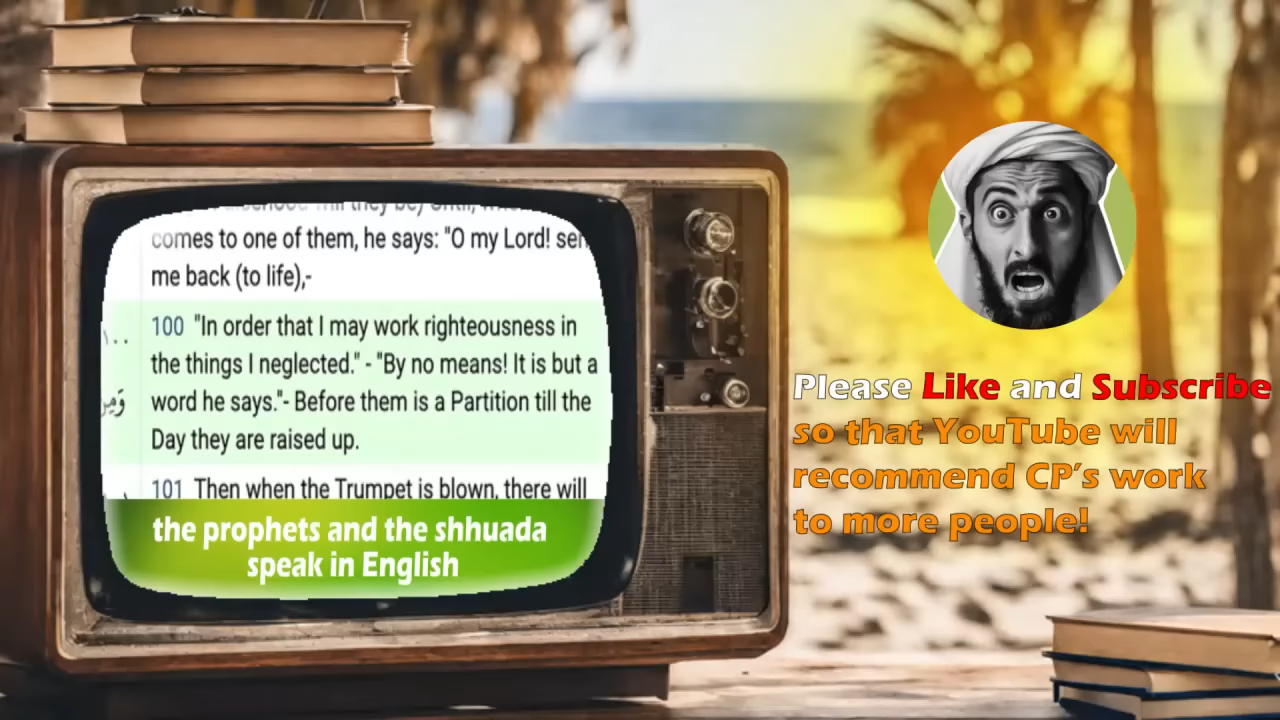 comes to one of them, he says: "O my Lord!
me back (to life),-
100 "In order that I may work righteousness in
the things I neglected." - "By no means! It is but a
word he says."- Before them is a Partition till the
Day they are raised up.
101 Then when the Trumpet is blown, there will
the prophets and the shhuada
speak in English
Please Like and Subscribe
so that YouTube will
recommend CP's work
to more people!